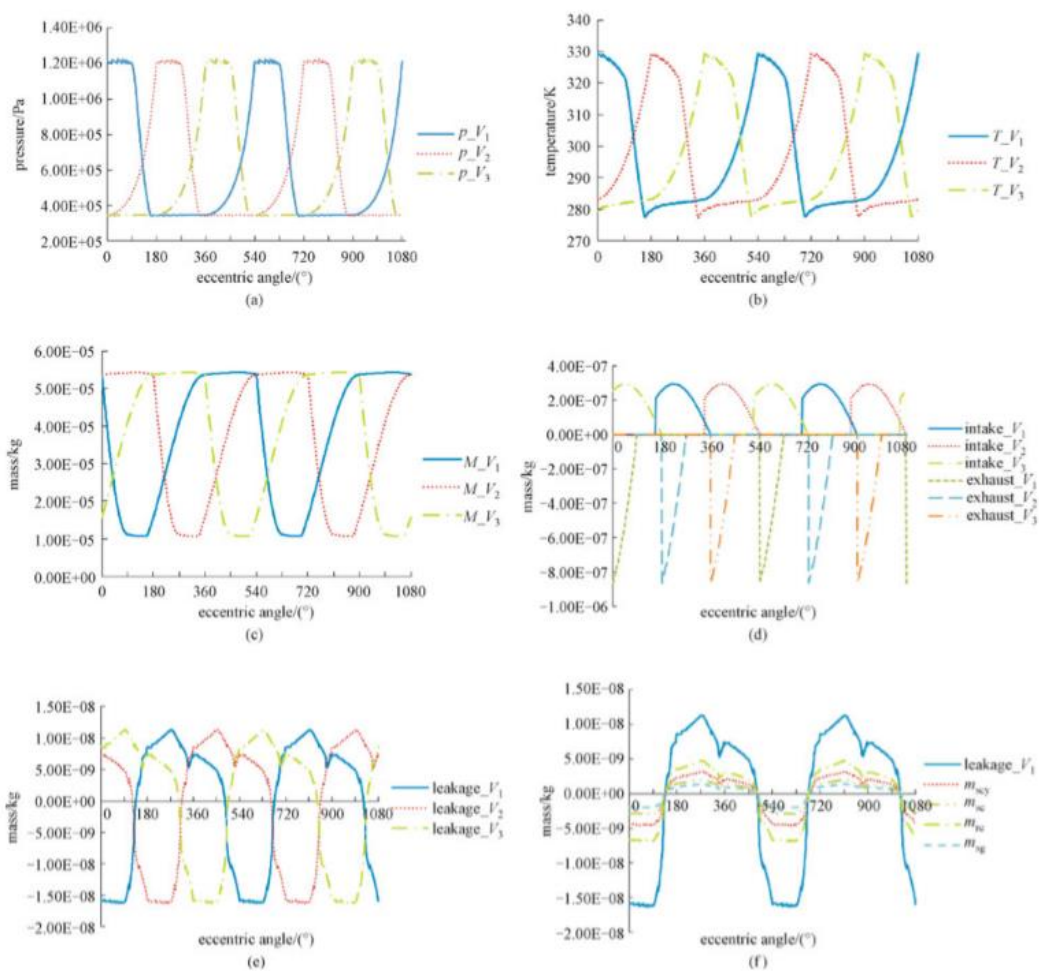 1.40E+06
1.20E+06
1.00E+06
8.00E+05
6.00E+05
4.00E+05
2.00E+05
pressure/Pa
0 180 360 540 720 900 1080
eccentric angle/(°)
p_V1
p_V2
p_V3
(a)
340
330
320
310
300
290
280
270
temperature/K
0 180 360 540 720 900 1080
eccentric angle/(°)
T_V1
T_V2
T_V3
(b)
6.00E−05
5.00E−05
4.00E−05
3.00E−05
2.00E−05
1.00E−05
0.00E+00
mass/kg
0 180 360 540 720 900 1080
eccentric angle/(°)
M_V1
M_V2
M_V3
(c)
4.00E−07
2.00E−07
0.00E+00
−2.00E−07
−4.00E−07
−6.00E−07
−8.00E−07
−1.00E−06
mass/kg
0 180 360 540 720 900 1080
eccentric angle/(°)
intake_V1
intake_V2
intake_V3
exhaust_V1
exhaust_V2
exhaust_V3
(d)
1.50E−08
1.00E−08
5.00E−09
0.00E+00
−5.00E−09
−1.00E−08
−1.50E−08
−2.00E−08
mass/kg
0 180 360 540 720 900 1080
eccentric angle/(°)
leakage_V1
leakage_V2
leakage_V3
(e)
1.50E−08
1.00E−08
5.00E−09
0.00E+00
−5.00E−09
−1.00E−08
−1.50E−08
−2.00E−08
mass/kg
0 180 360 540 720 900 1080
eccentric angle/(°)
leakage_V1
(f)